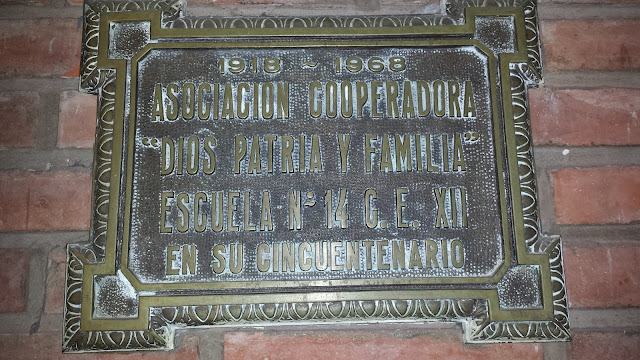 1918 ~ 1968
ASOCIACION COOPERADORA
"DIOS PATRIA Y FAMILIA"
ESCUELA Nº 14 C. E. XII
EN SU CINCUENTENARIO